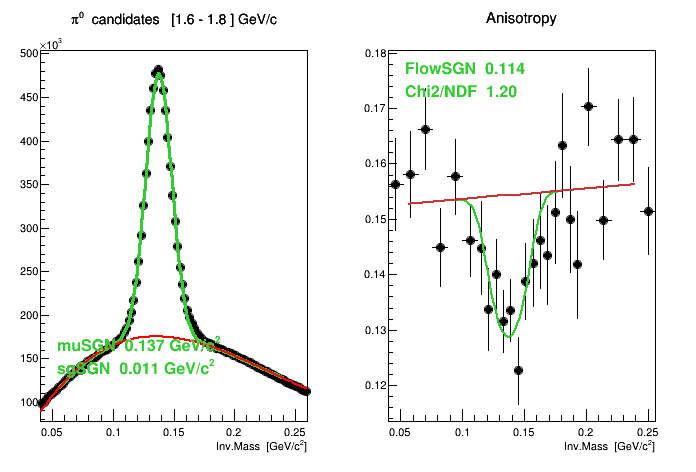 π⁰ candidates [1.6 - 1.8 ] GeV/c
×10³
500
450
400
350
300
250
200
150
100
muSGN 0.137 GeV/c²
sgSGN 0.011 GeV/c²
0.05 0.1 0.15 0.2 0.25
Inv.Mass [GeV/c²]
Anisotropy
FlowSGN 0.114
Chi2/NDF 1.20
0.18
0.17
0.16
0.15
0.14
0.13
0.12
0.05 0.1 0.15 0.2 0.25
Inv.Mass [GeV/c²]